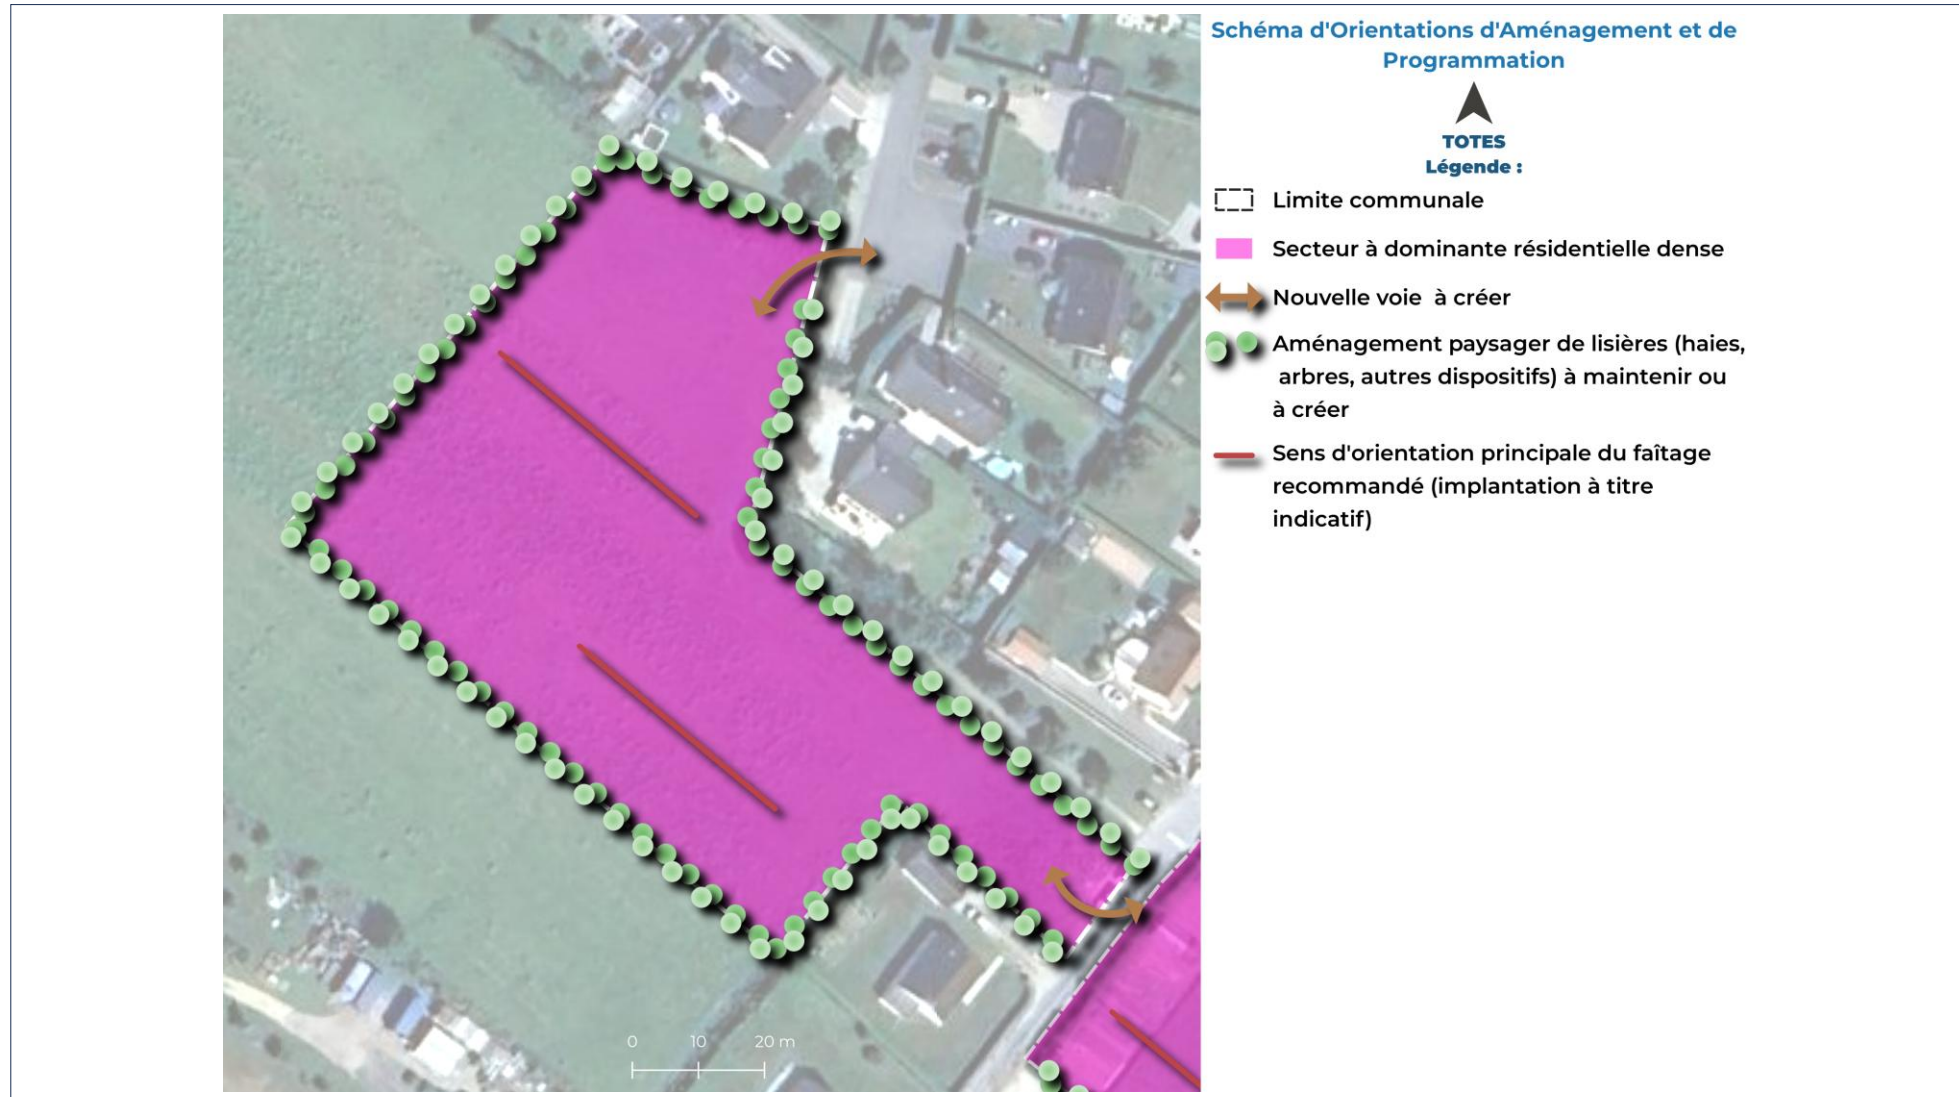 Schéma d'Orientations d'Aménagement et de
Programmation
TOTES
Légende :
Limite communale
Secteur à dominante résidentielle dense
Nouvelle voie à créer
Aménagement paysager de lisières (haies,
arbres, autres dispositifs) à maintenir ou
à créer
Sens d'orientation principale du faîtage
recommandé (implantation à titre
indicatif)
0 10 20 m